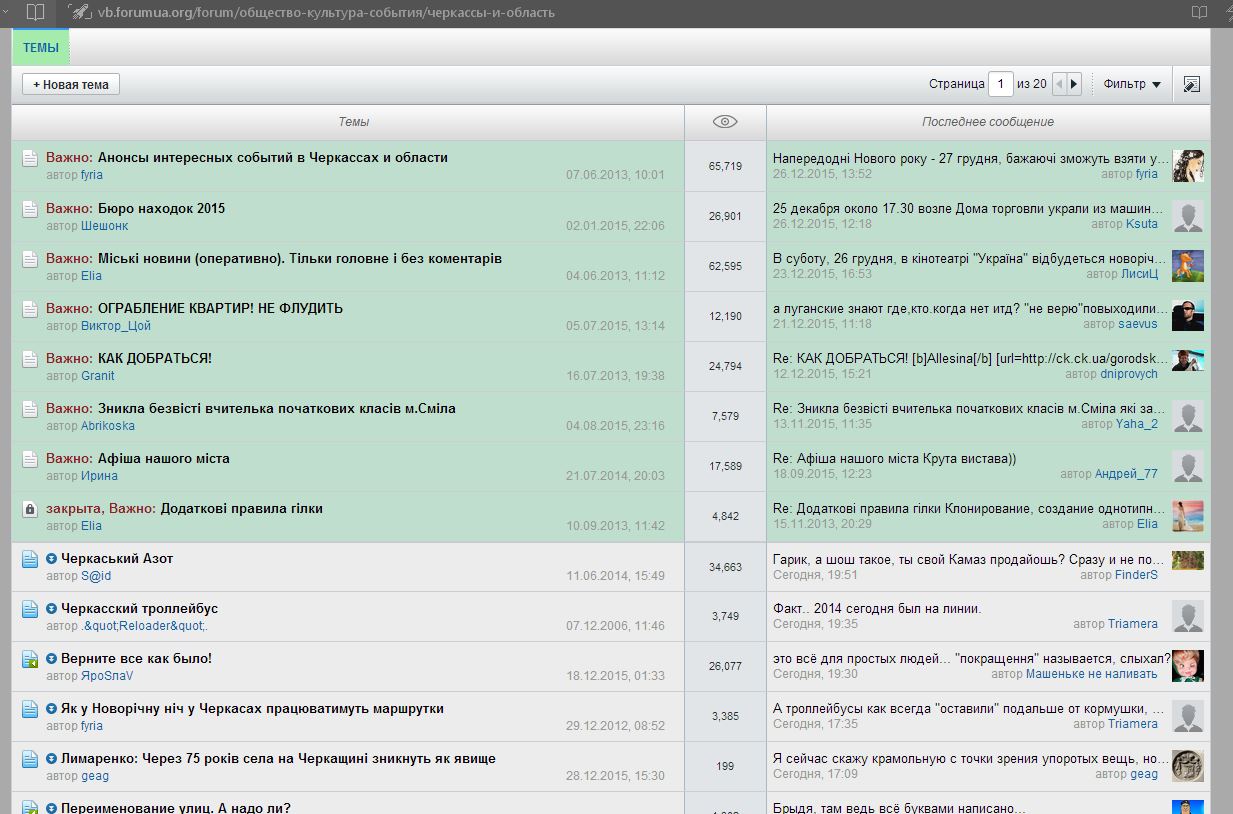 vb.forumua.org/forum/общество-культура-события/черкассы-и-область
ТЕМЫ
+ Новая тема
Страница 1 из 20
Фильтр
Темы
Последнее сообщение
Важно: Анонсы интересных событий в Черкассах и области
автор fyria
07.06.2013, 10:01
65,719
Напередодні Нового року - 27 грудня, бажаючі зможуть взяти у...
26.12.2015, 13:52
автор fyria
Важно: Бюро находок 2015
автор Шешонк
02.01.2015, 22:06
26,901
25 декабря около 17.30 возле Дома торговли украли из машин...
26.12.2015, 12:18
автор Ksuta
Важно: Міські новини (оперативно). Тільки головне і без коментарів
автор Elia
04.06.2013, 11:12
62,595
В суботу, 26 грудня, в кінотеатрі "Україна" відбудеться новоріч...
23.12.2015, 16:53
автор ЛисиЦ
Важно: ОГРАБЛЕНИЕ КВАРТИР! НЕ ФЛУДИТЬ
автор Виктор_Цой
05.07.2015, 13:14
12,190
а луганские знают где,кто.когда нет итд? "не верю"повыходили...
21.12.2015, 11:18
автор saevus
Важно: КАК ДОБРАТЬСЯ!
автор Granit
16.07.2013, 19:38
24,794
Re: КАК ДОБРАТЬСЯ! [b]Allesina[/b] [url=http://ck.ck.ua/gorodsk...
12.12.2015, 15:21
автор dniprovych
Важно: Зникла безвісті вчителька початкових класів м.Сміла
автор Abrikoska
04.08.2015, 23:16
7,579
Re: Зникла безвісті вчителька початкових класів м.Сміла які за...
13.11.2015, 11:35
автор Yaha_2
Важно: Афіша нашого міста
автор Ирина
21.07.2014, 20:03
17,589
Re: Афіша нашого міста Крута вистава))
18.09.2015, 12:23
автор Андрей_77
закрыта, Важно: Додаткові правила гілки
автор Elia
10.09.2013, 11:42
4,842
Re: Додаткові правила гілки Клонирование, создание однотипн...
15.11.2013, 20:29
автор Elia
Черкаський Азот
автор S@id
11.06.2014, 15:49
34,663
Гарик, а шош такое, ты свой Камаз продайошь? Сразу и не по...
Сегодня, 19:51
автор FinderS
Черкасский троллейбус
автор .&quot;Reloader&quot;.
07.12.2006, 11:46
3,749
Факт.. 2014 сегодня был на линии.
Сегодня, 19:35
автор Triamera
Верните все как было!
автор ЯроSлаV
18.12.2015, 01:33
26,077
это всё для простых людей... "покращення" называется, слыхал?
Сегодня, 19:30
автор Машеньке не наливать
Як у Новорічну ніч у Черкасах працюватимуть маршрутки
автор fyria
29.12.2012, 08:52
3,385
А троллейбусы как всегда "оставили" подальше от кормушки, ...
Сегодня, 17:35
автор Triamera
Лимаренко: Через 75 років села на Черкащині зникнуть як явище
автор geag
28.12.2015, 15:30
199
Я сейчас скажу крамольную с точки зрения упоротых вещь, но...
Сегодня, 17:09
автор geag
Переименование улиц. А надо ли?
Брыдя, там ведь всё буквами написано...